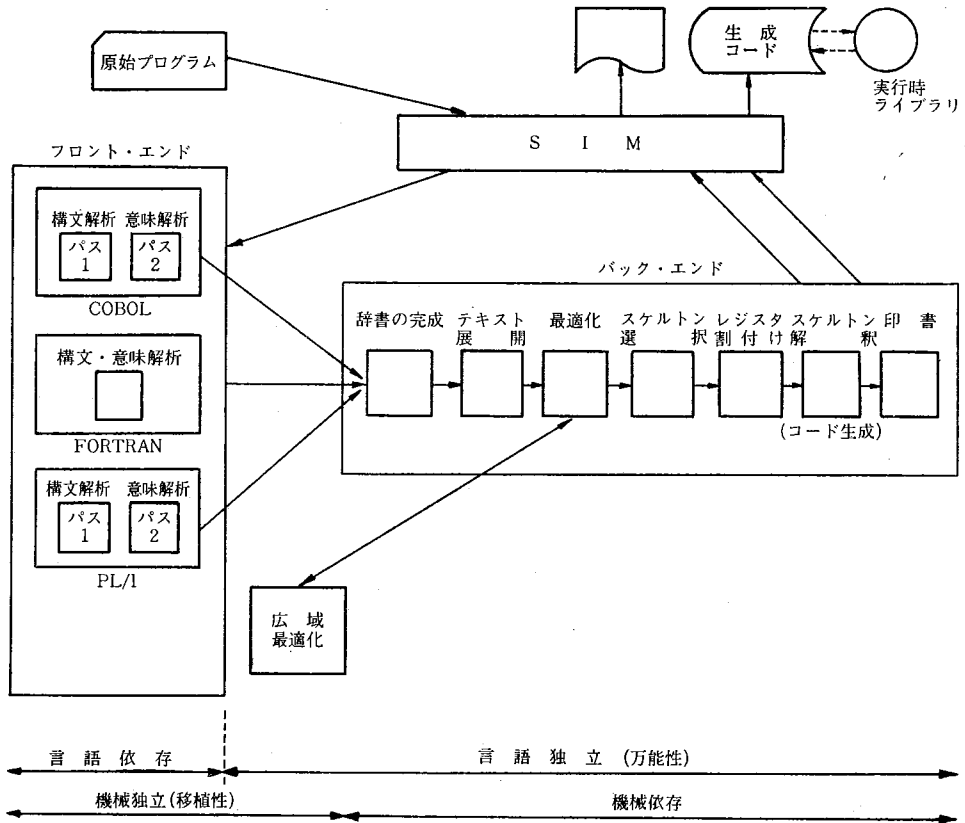 原始プログラム
生成
コード
実行時
ライブラリ
S I M
フロント・エンド
構文解析 意味解析
パス
1
パス
2
COBOL
構文・意味解析
FORTRAN
構文解析 意味解析
パス
1
パス
2
PL/1
バック・エンド
辞書の完成
テキスト
展開
最適化
スケルトン
選択
レジスタ
割付け
スケルトン
解釈
(コード生成)
印書
広域
最適化
言語依存
言語独立(万能性)
機械独立(移植性)
機械依存